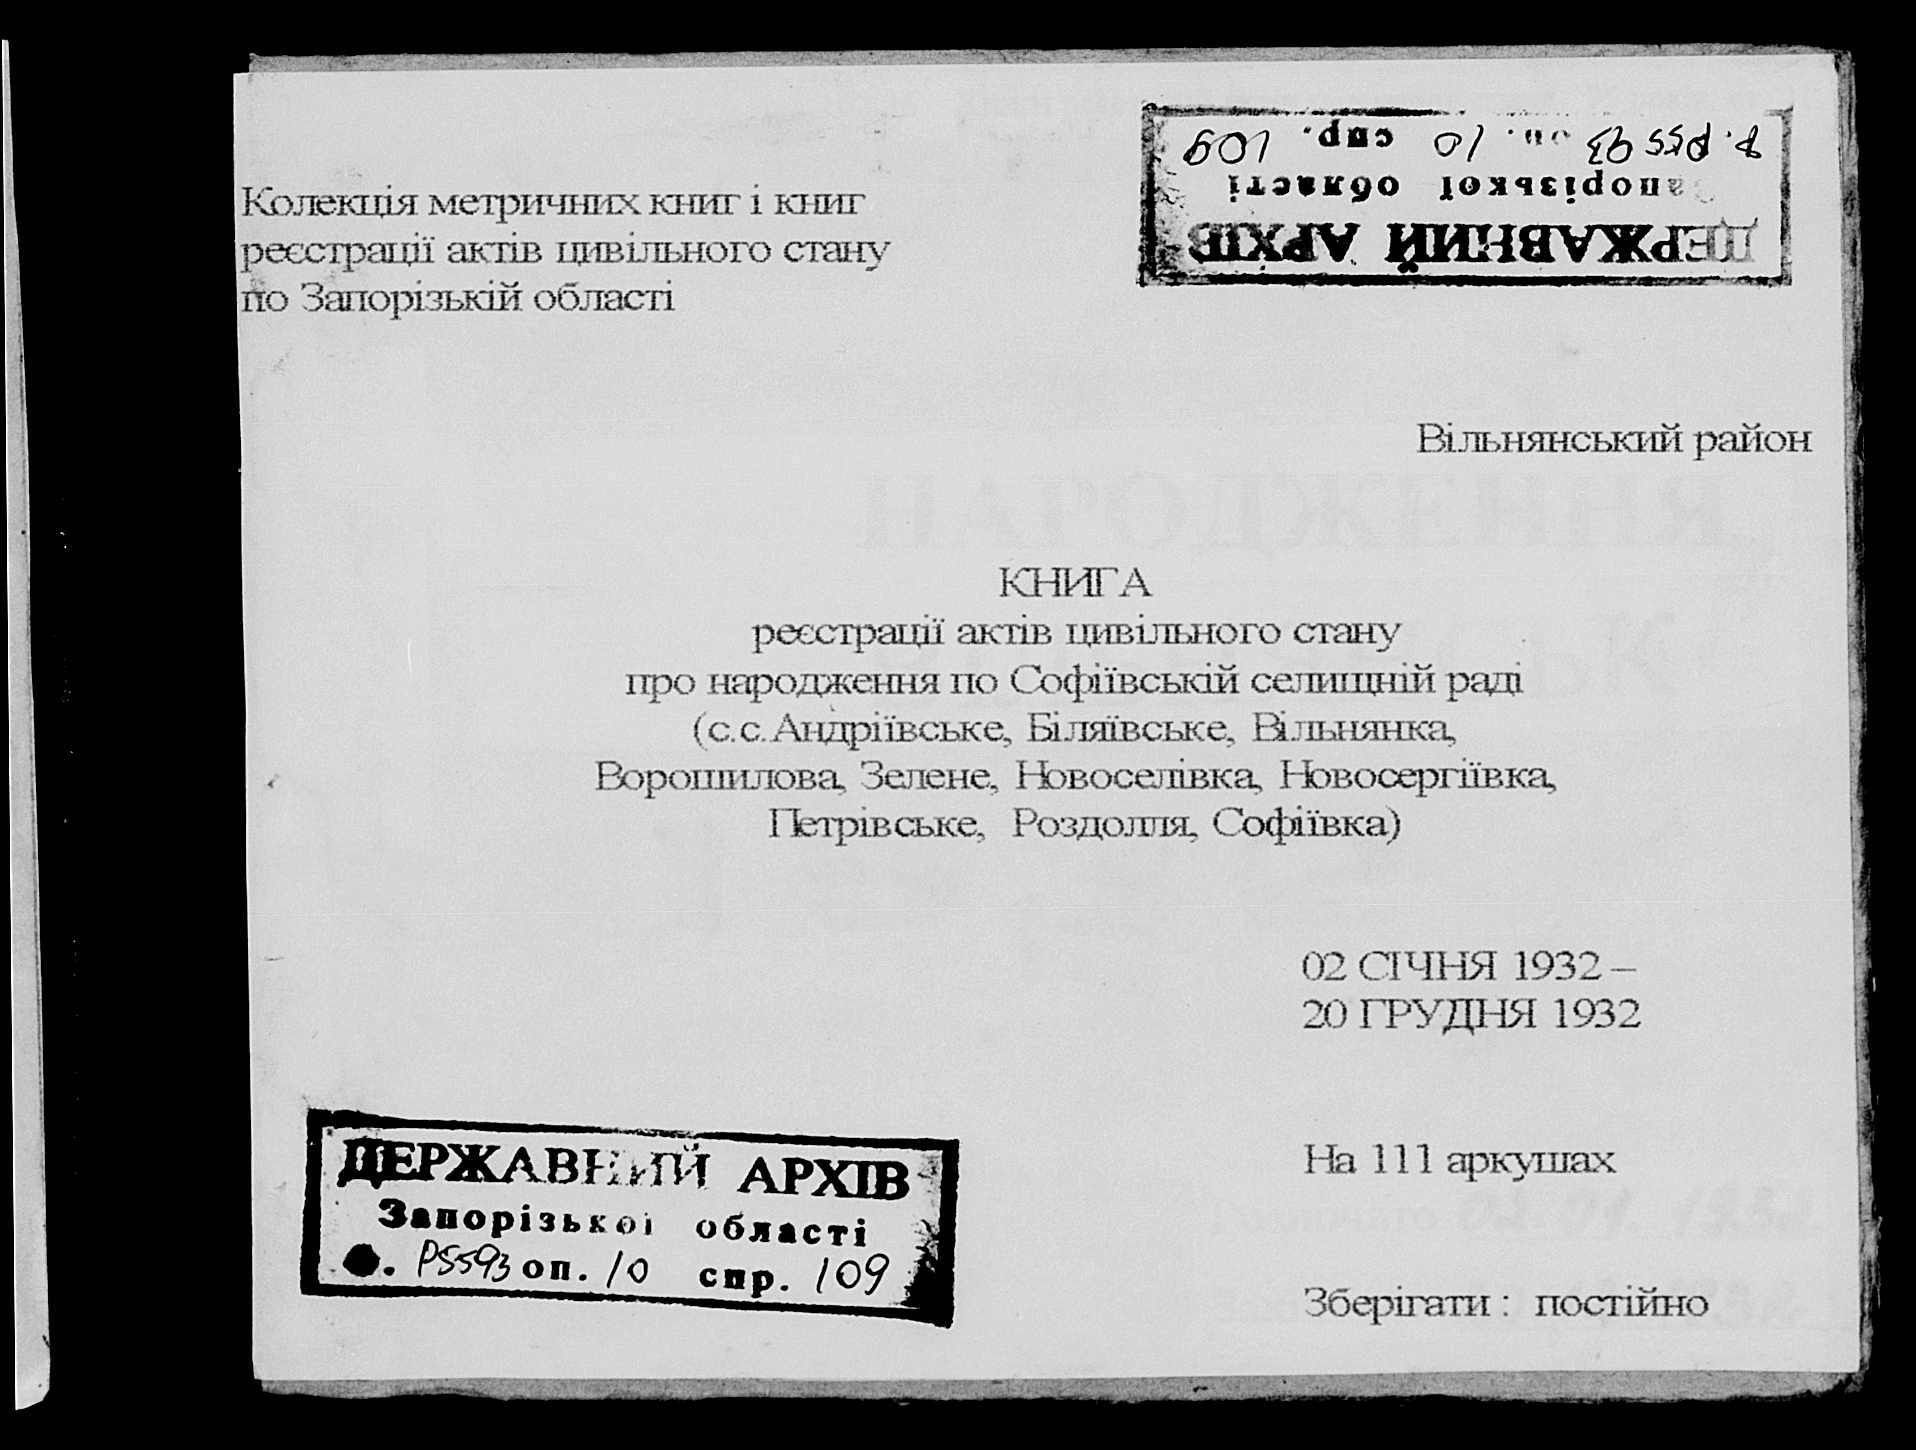 Колекція метричних книг і книг
реєстрації актів цивільного стану
по Запорізькій області
ДЕРЖАВНИЙ АРХІВ
Запорізької області
Ф. Р5593 оп. 10 спр. 109
Вільнянський район
КНИГА
реєстрації актів цивільного стану
про народження по Софіївській селищній раді
(с.с.Андріївське, Біляївське, Вільнянка,
Ворошилова, Зелене, Новоселівка, Новосергіївка,
Петрівське, Роздолля, Софіївка)
02 СІЧНЯ 1932 –
20 ГРУДНЯ 1932
На 111 аркушах
Зберігати : постійно
ДЕРЖАВНИЙ АРХІВ
Запорізької області
. Р5593 оп. 10 спр. 109